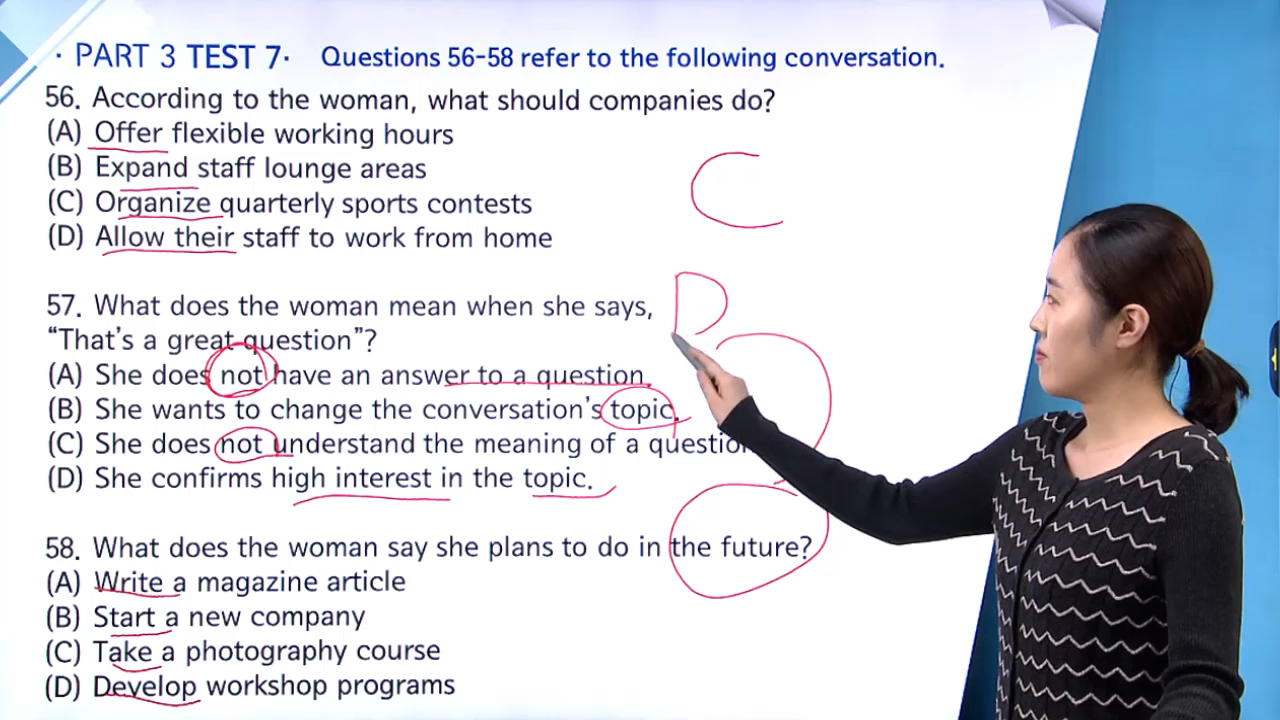 · PART 3 TEST 7· Questions 56-58 refer to the following conversation.
56. According to the woman, what should companies do?
(A) Offer flexible working hours
(B) Expand staff lounge areas
(C) Organize quarterly sports contests
(D) Allow their staff to work from home
C
57. What does the woman mean when she says,
"That's a great question"?
D
(A) She does not have an answer to a question.
(B) She wants to change the conversation's topic.
(C) She does not understand the meaning of a question
(D) She confirms high interest in the topic.
58. What does the woman say she plans to do in the future?
(A) Write a magazine article
(B) Start a new company
(C) Take a photography course
(D) Develop workshop programs